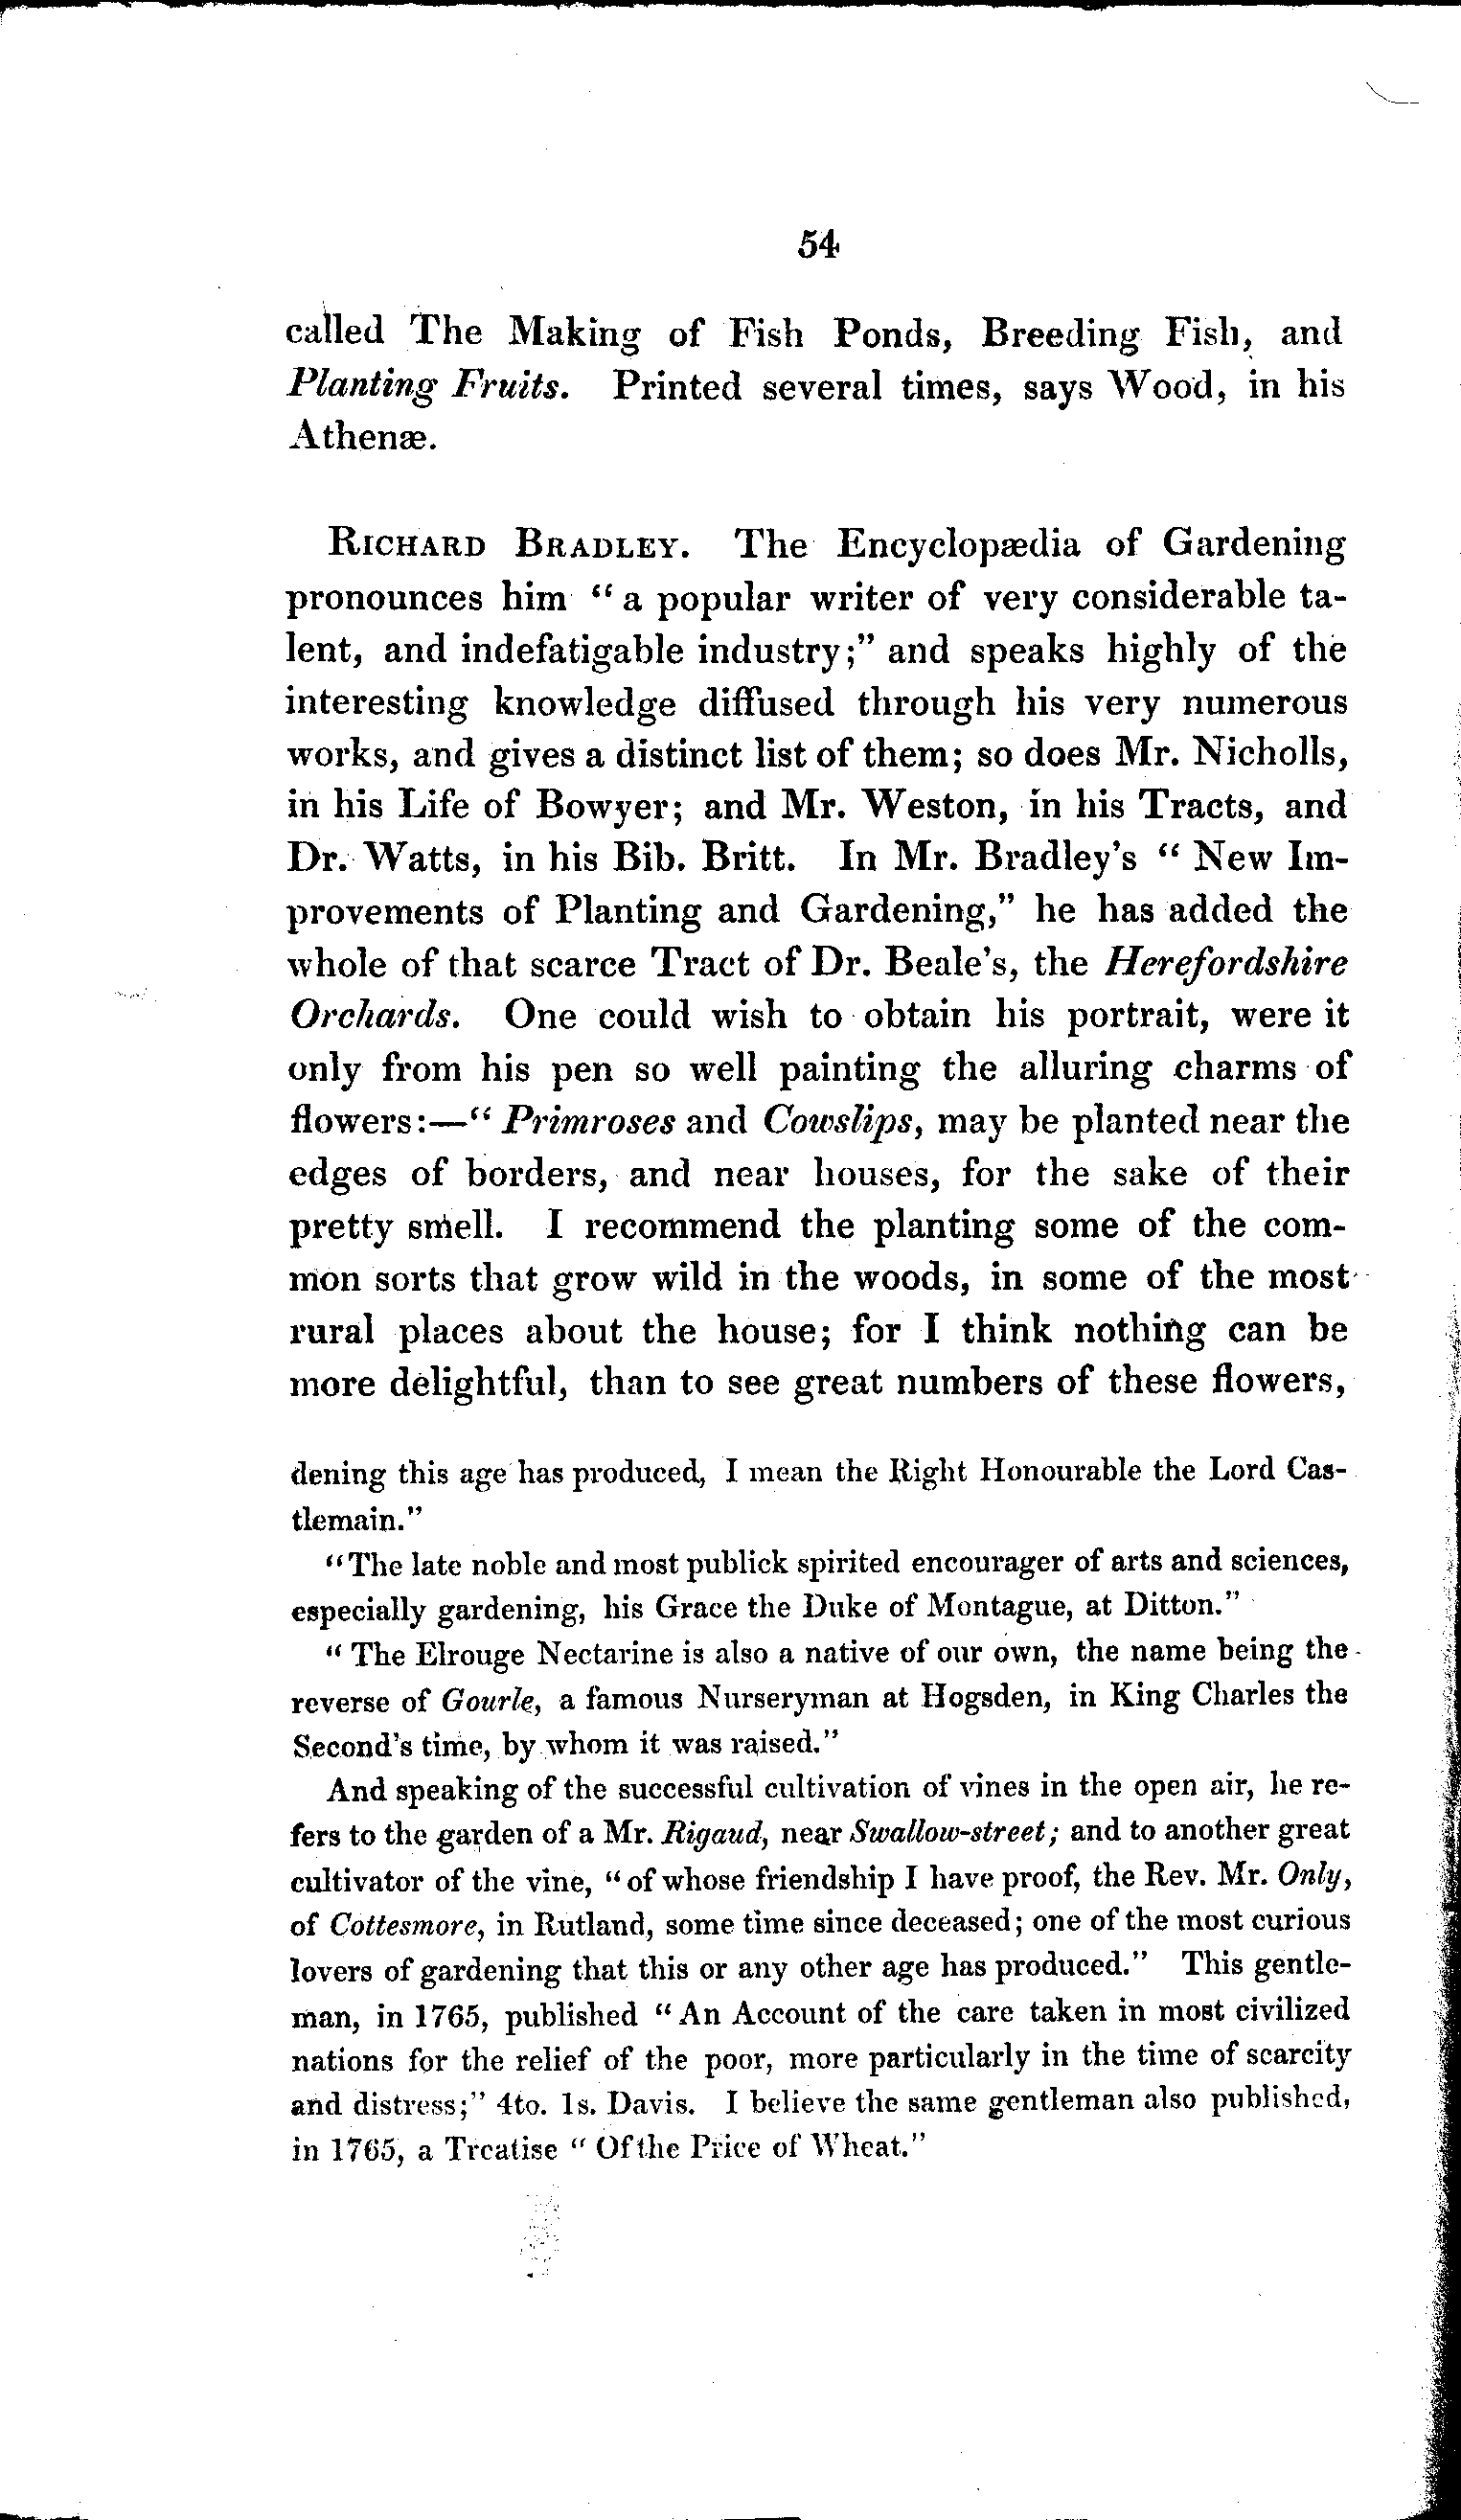 54
called The Making of Fish Ponds, Breeding Fish, and
Planting Fruits. Printed several times, says Wood, in his
Athenæ.
RICHARD BRADLEY. The Encyclopædia of Gardening
pronounces him “a popular writer of very considerable ta-
lent, and indefatigable industry;” and speaks highly of the
interesting knowledge diffused through his very numerous
works, and gives a distinct list of them; so does Mr. Nicholls,
in his Life of Bowyer; and Mr. Weston, in his Tracts, and
Dr. Watts, in his Bib. Britt. In Mr. Bradley’s “New Im-
provements of Planting and Gardening,” he has added the
whole of that scarce Tract of Dr. Beale’s, the Herefordshire
Orchards. One could wish to obtain his portrait, were it
only from his pen so well painting the alluring charms of
flowers:—“Primroses and Cowslips, may be planted near the
edges of borders, and near houses, for the sake of their
pretty smell. I recommend the planting some of the com-
mon sorts that grow wild in the woods, in some of the most
rural places about the house; for I think nothing can be
more delightful, than to see great numbers of these flowers,
dening this age has produced, I mean the Right Honourable the Lord Cas-
tlemain.”
“The late noble and most publick spirited encourager of arts and sciences,
especially gardening, his Grace the Duke of Montague, at Ditton.”
“The Elrouge Nectarine is also a native of our own, the name being the
reverse of Gourle, a famous Nurseryman at Hogsden, in King Charles the
Second’s time, by whom it was raised.”
And speaking of the successful cultivation of vines in the open air, he re-
fers to the garden of a Mr. Rigaud, near Swallow-street; and to another great
cultivator of the vine, “of whose friendship I have proof, the Rev. Mr. Only,
of Cottesmore, in Rutland, some time since deceased; one of the most curious
lovers of gardening that this or any other age has produced.” This gentle-
man, in 1765, published “An Account of the care taken in most civilized
nations for the relief of the poor, more particularly in the time of scarcity
and distress;” 4to. 1s. Davis. I believe the same gentleman also published,
in 1765, a Treatise “Of the Price of Wheat.”